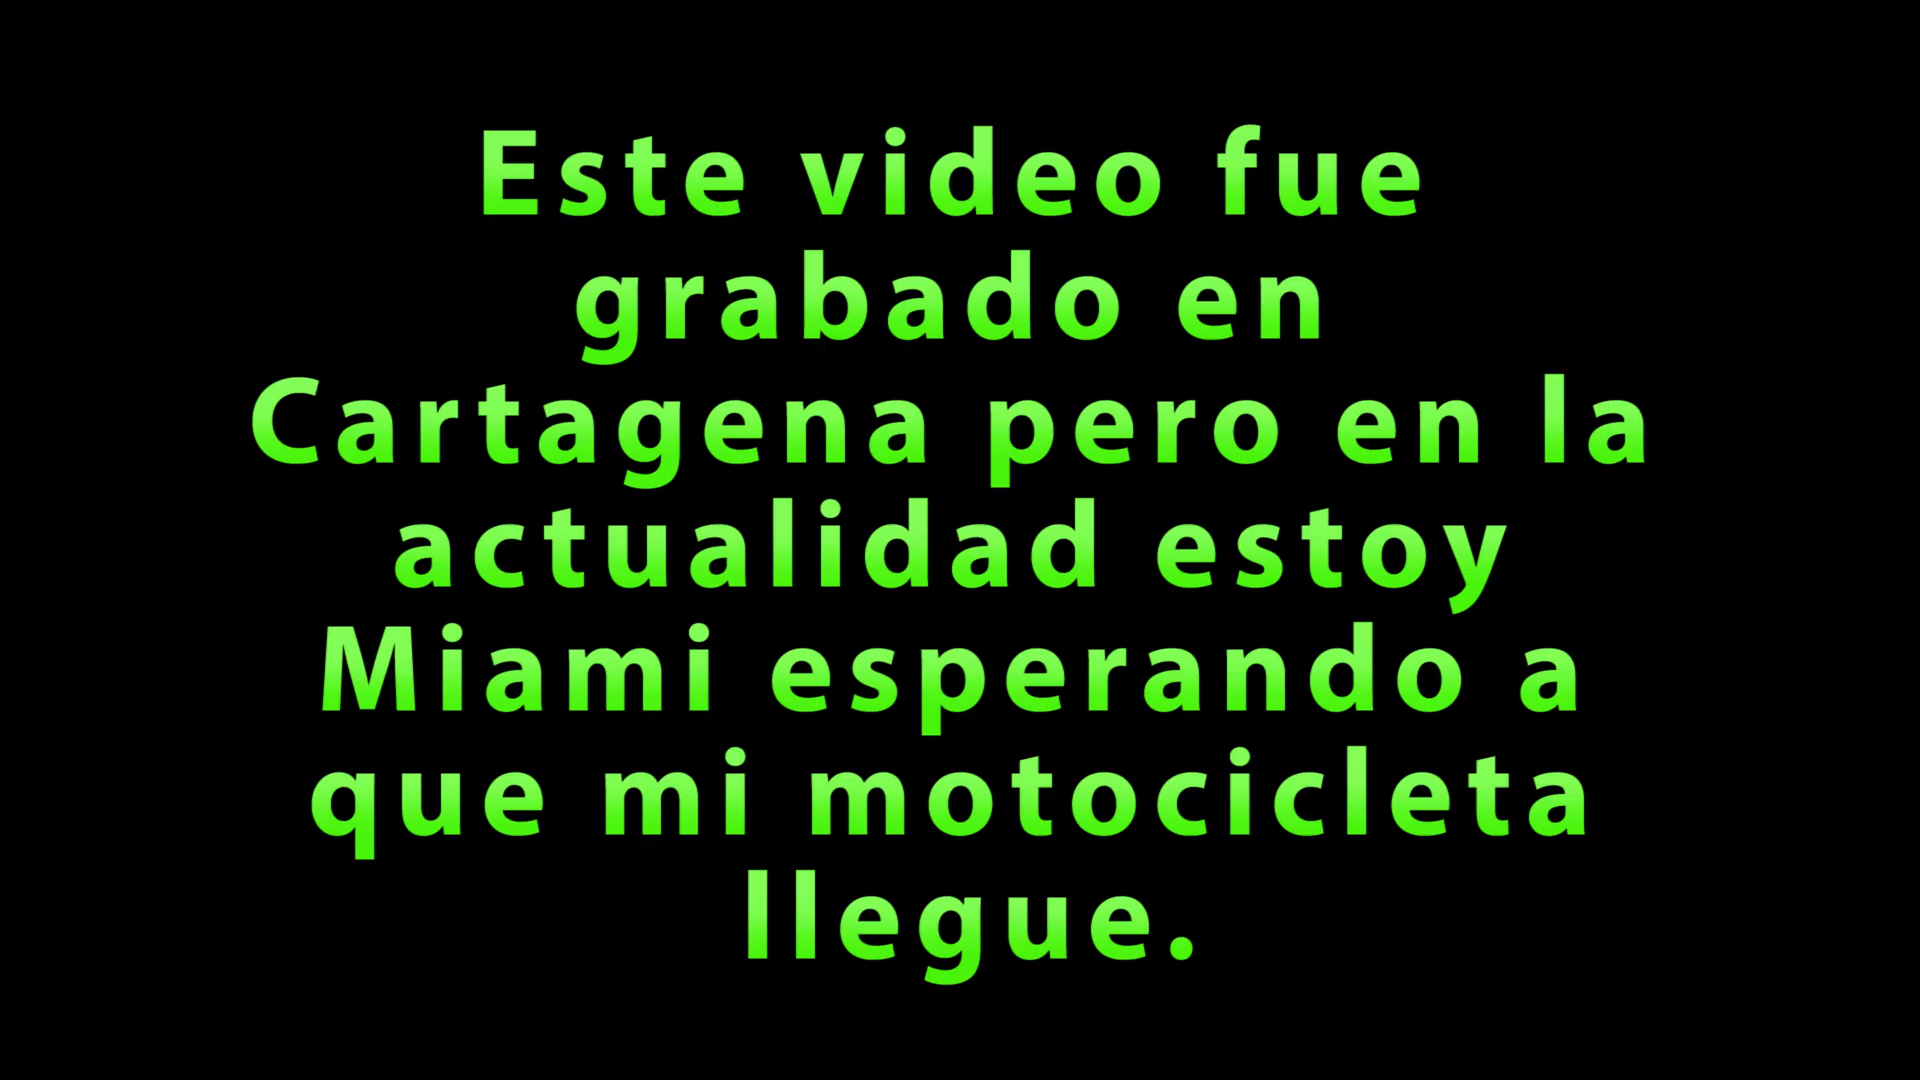 Este video fue
grabado en
Cartagena pero en la
actualidad estoy
Miami esperando a
que mi motocicleta
llegue.